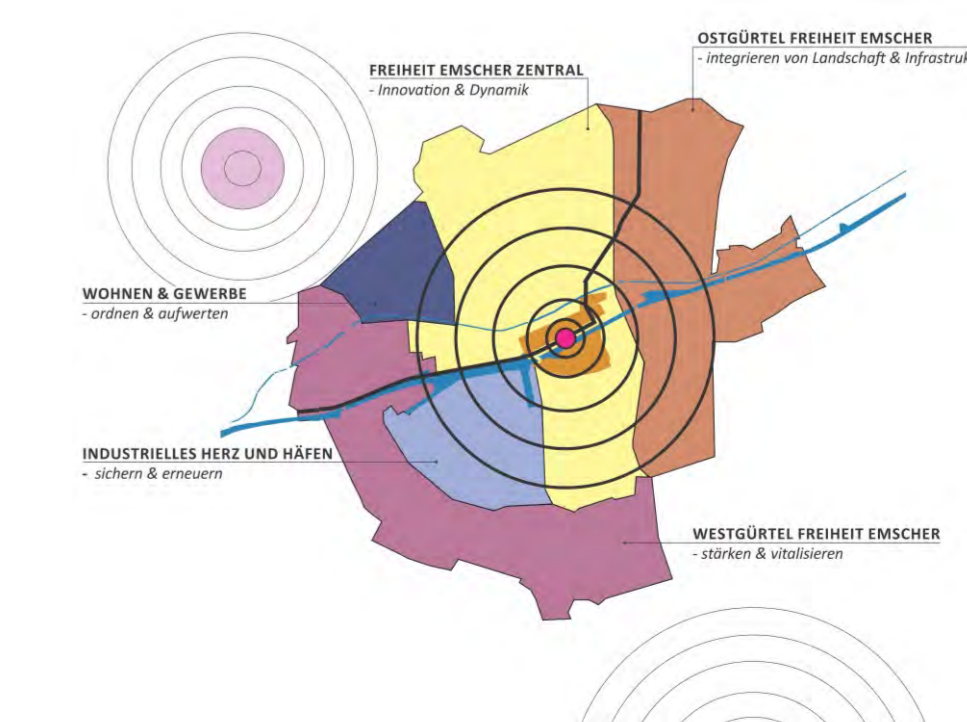 OSTGÜRTEL FREIHEIT EMSCHER
- integrieren von Landschaft & Infrastruk
FREIHEIT EMSCHER ZENTRAL
- Innovation & Dynamik
WOHNEN & GEWERBE
- ordnen & aufwerten
INDUSTRIELLES HERZ UND HÄFEN
- sichern & erneuern
WESTGÜRTEL FREIHEIT EMSCHER
- stärken & vitalisieren